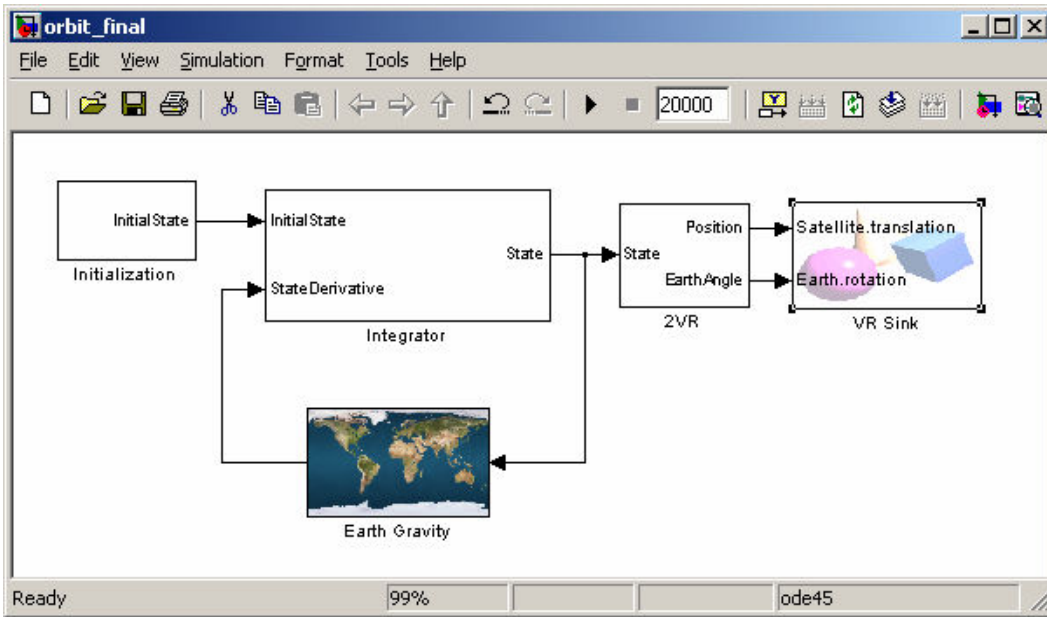 orbit_final
File Edit View Simulation Format Tools Help
20000
InitialState
Initialization
InitialState
State
StateDerivative
Integrator
State
Position
EarthAngle
2VR
Satellite.translation
Earth.rotation
VR Sink
Earth Gravity
Ready 99% ode45